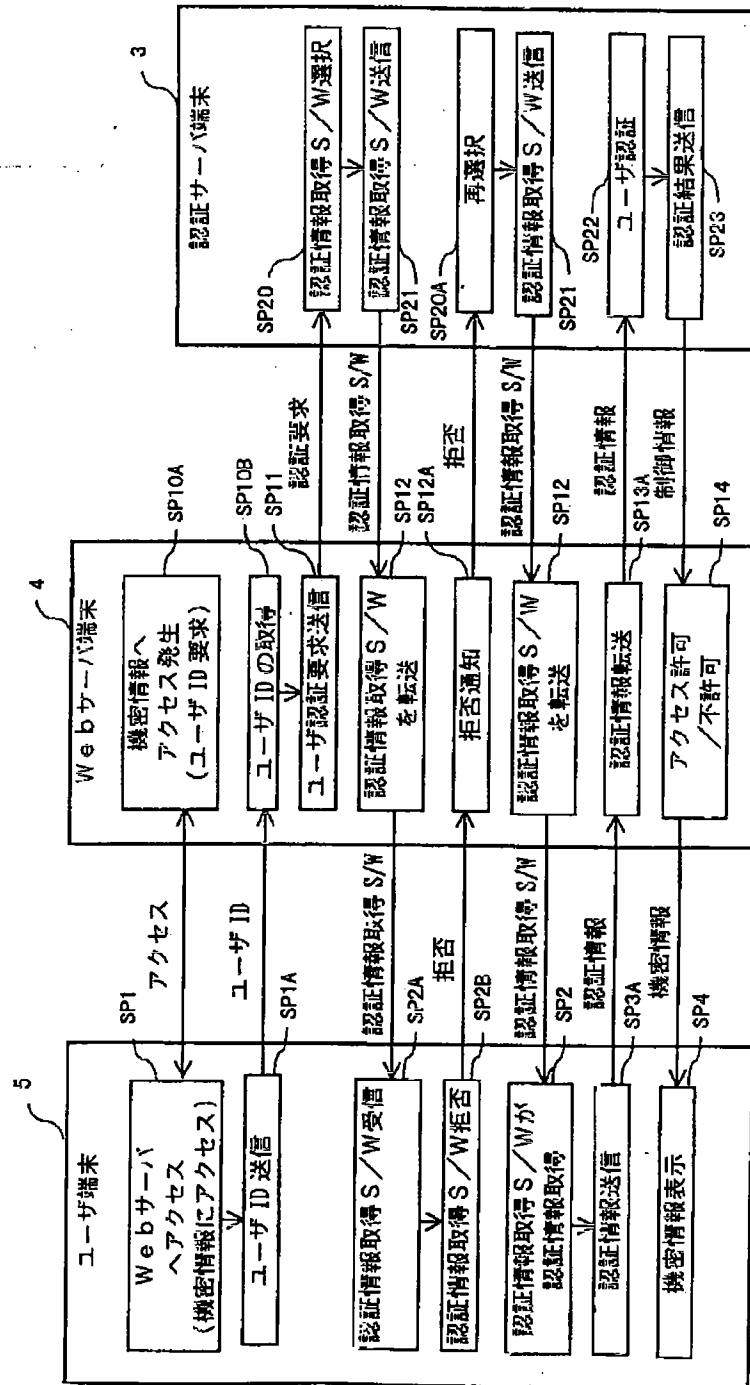 5
ユーザ端末
SP1
Webサーバ
へアクセス
(機密情報にアクセス)
ユーザID送信
SP1A
認証情報取得S/W受信
SP2A
認証情報取得S/W拒否
SP2B
認証情報取得S/Wが
認証情報取得
SP2
認証情報送信
SP3A
機密情報表示
SP4
アクセス
ユーザID
認証情報取得S/W
拒否
認証情報取得S/W
認証情報
機密情報
4
Webサーバ端末
機密情報へ
アクセス発生
(ユーザID要求)
SP10A
ユーザIDの取得
SP10B
ユーザ認証要求送信
SP11
認証情報取得S/W
を転送
SP12
拒否通知
SP12A
認証情報取得S/W
を転送
SP12
認証情報転送
SP13A
アクセス許可
/不許可
SP14
認証要求
認証情報取得S/W
拒否
認証情報取得S/W
認証情報
制御情報
3
認証サーバ端末
SP20
認証情報取得S/W選択
認証情報取得S/W送信
SP21
SP20A
再選択
認証情報取得S/W送信
SP21
SP22
ユーザ認証
認証結果送信
SP23